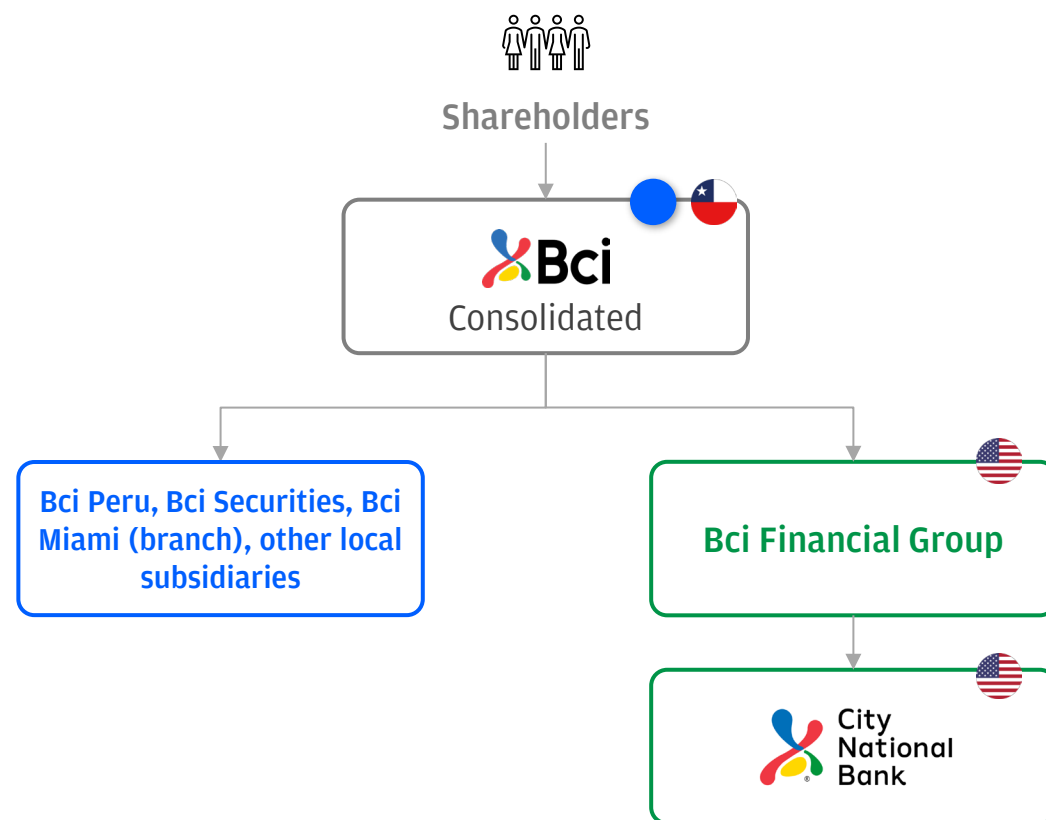 Shareholders
Bci
Consolidated
Bci Peru, Bci Securities, Bci
Miami (branch), other local
subsidiaries
Bci Financial Group
City
National
Bank
®